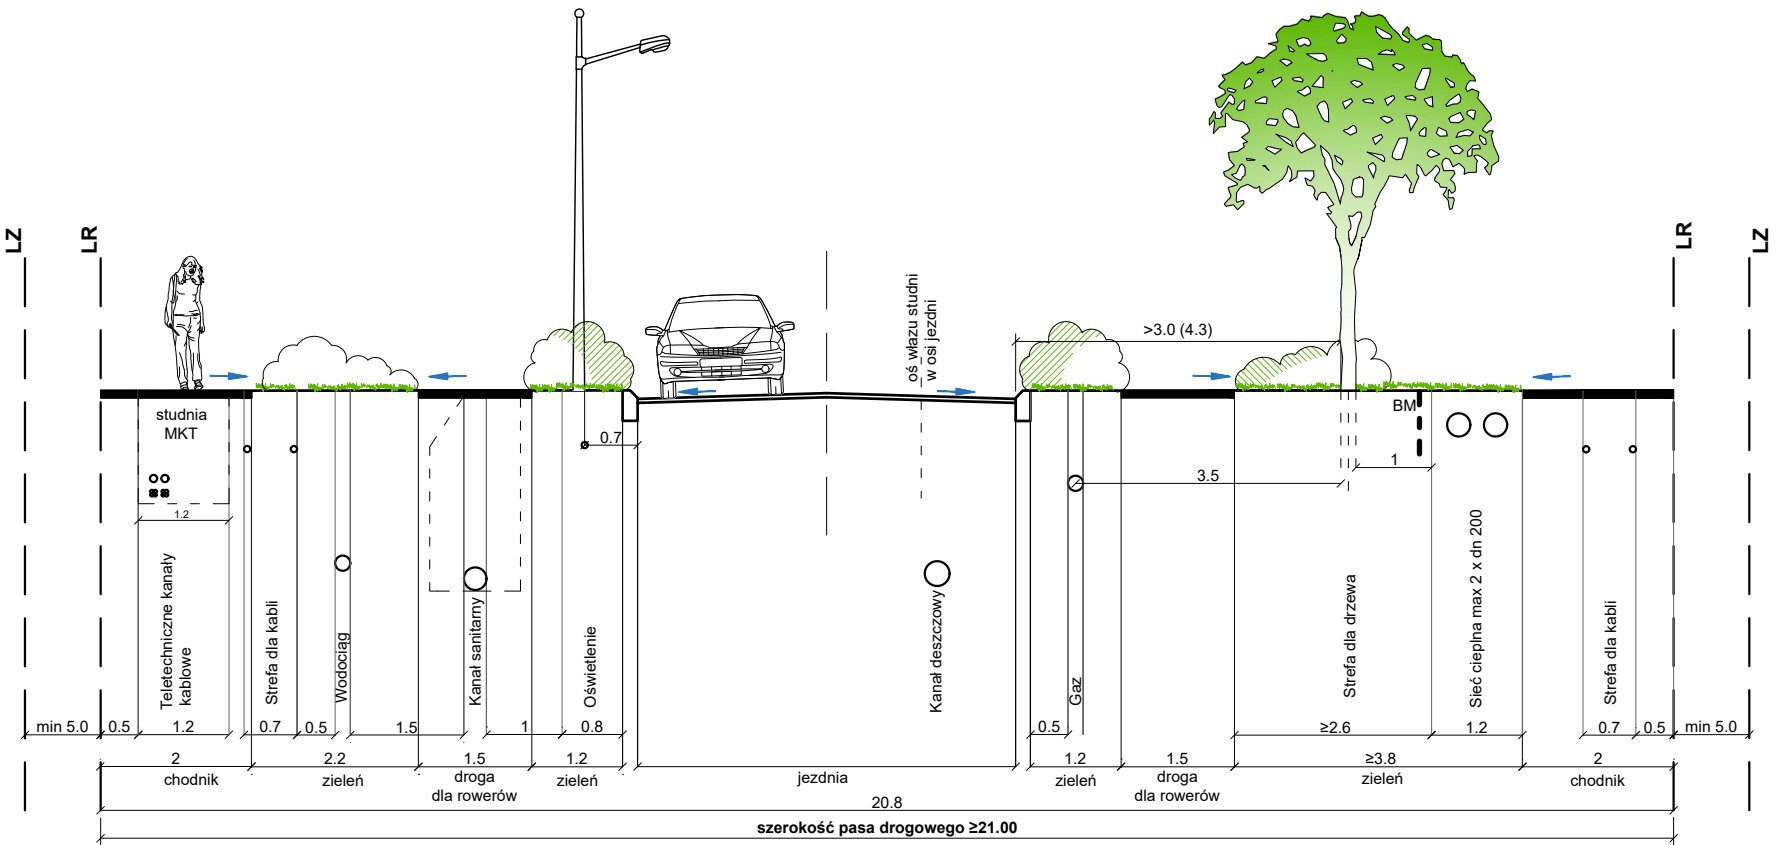 LZ
LR
LR
LZ
oś włazu studni
w osi jezdni
>3.0 (4.3)
studnia
MKT
BM
0.7
1
3.5
1.2
Teletechniczne kanały
kablowe
Strefa dla kabli
Wodociąg
Kanał sanitarny
Oświetlenie
Kanał deszczowy
Gaz
Strefa dla drzewa
Sieć cieplna max 2 x dn 200
Strefa dla kabli
min 5.0
0.5
1.2
0.7
0.5
1.5
1
0.8
0.5
≥2.6
1.2
0.7
0.5
min 5.0
2
2.2
1.5
1.2
1.2
1.5
≥3.8
2
chodnik
zieleń
droga
dla rowerów
zieleń
jezdnia
zieleń
droga
dla rowerów
zieleń
chodnik
20.8
szerokość pasa drogowego ≥21.00